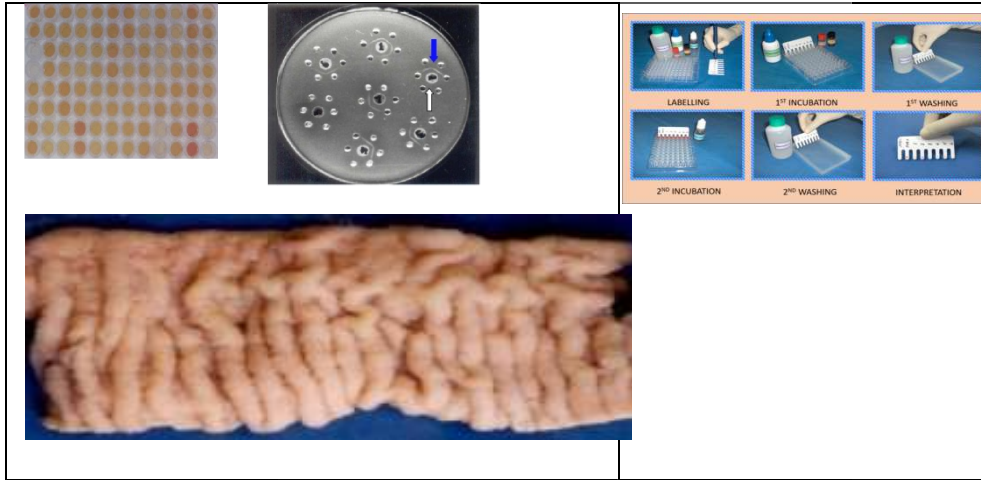 LABELLING
1ST INCUBATION
1ST WASHING
2ND INCUBATION
2ND WASHING
INTERPRETATION